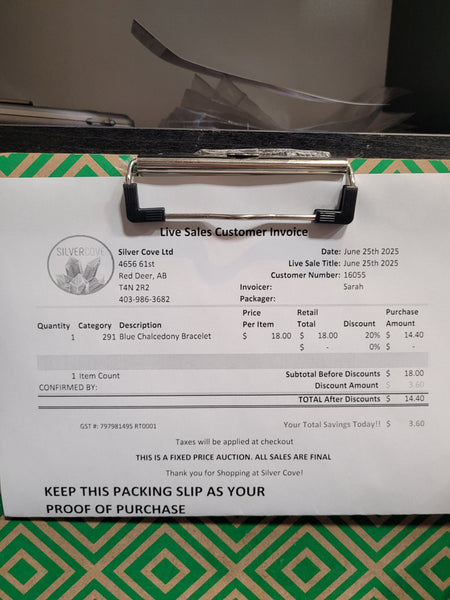 Live Sales Customer Invoice
SILVERCOVE
Silver Cove Ltd Date: June 25th 2025
4656 61st Live Sale Title: June 25th 2025
Red Deer, AB Customer Number: 16055
T4N 2R2 Invoicer: Sarah
403-986-3682 Packager:
Price Retail Purchase
Quantity Category Description Per Item Total Discount Amount
1 291 Blue Chalcedony Bracelet $ 18.00 $ 18.00 20% $ 14.40
$ - 0% $ -
1 Item Count Subtotal Before Discounts $ 18.00
CONFIRMED BY: Discount Amount $ 3.60
TOTAL After Discounts $ 14.40
GST #: 797981495 RT0001 Your Total Savings Today!! $ 3.60
Taxes will be applied at checkout
THIS IS A FIXED PRICE AUCTION. ALL SALES ARE FINAL
Thank you for Shopping at Silver Cove!
KEEP THIS PACKING SLIP AS YOUR
PROOF OF PURCHASE